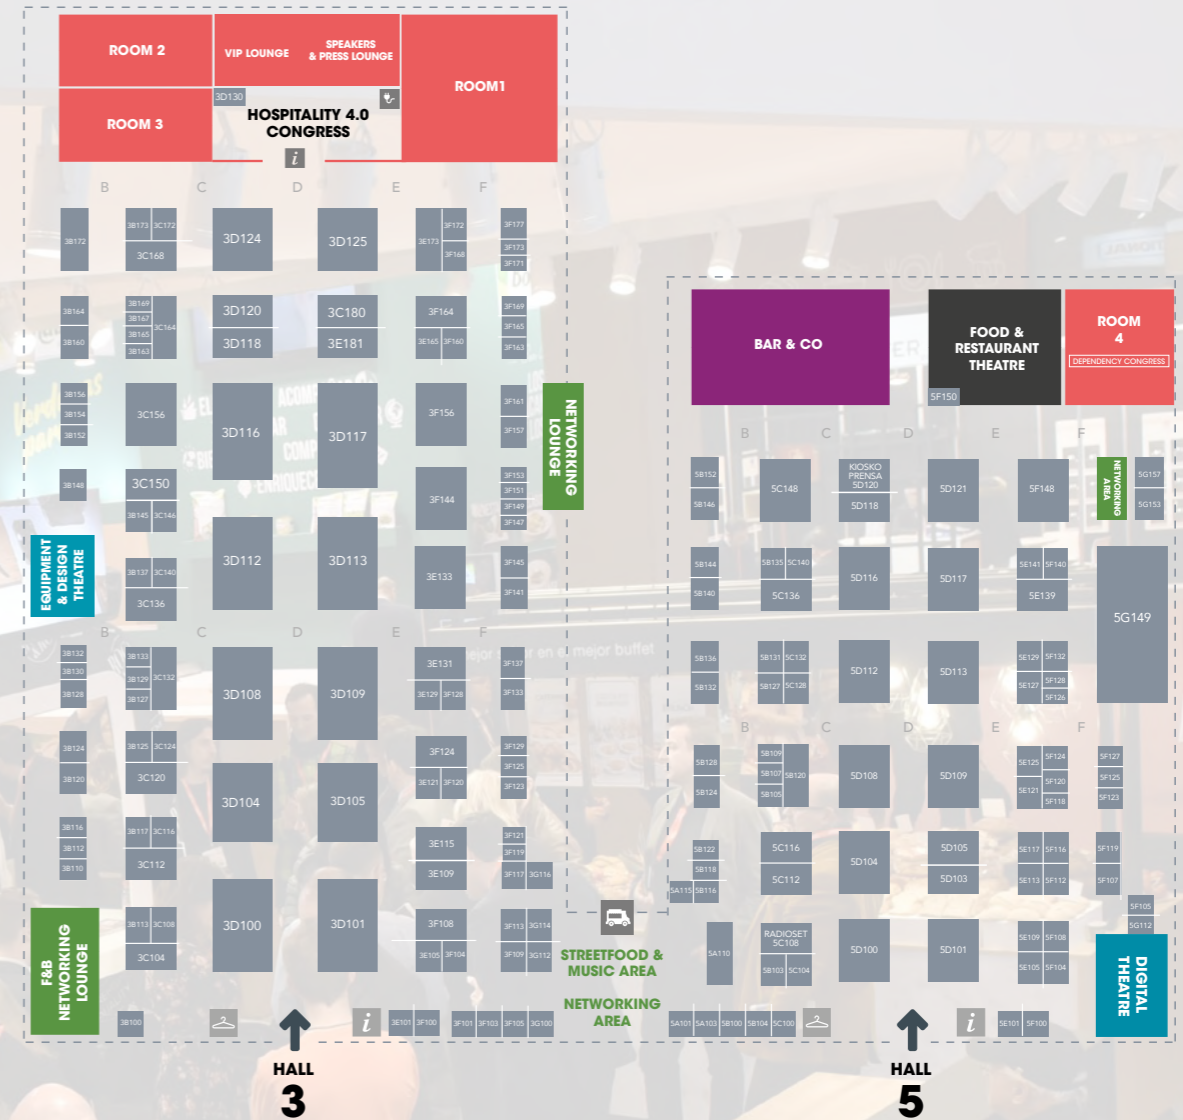 ROOM 2
VIP LOUNGE
SPEAKERS
& PRESS LOUNGE
ROOM1
ROOM 3
3D130
HOSPITALITY 4.0
CONGRESS
i
B C D E F
3B172
3B173 3C172
3C168
3D124
3D125
3E173
3F172
3F168
3F177
3F173
3F171
3B164
3B160
3B169
3B167
3B165
3B163
3C164
3D120
3D118
3C180
3E181
3F164
3E165 3F160
3F169
3F165
3F163
3B156
3B154
3B152
3C156
3D116
3D117
3F156
3F161
3F157
NETWORKING
LOUNGE
3B148
3C150
3B145 3C146
3F144
3F153
3F151
3F149
3F147
EQUIPMENT
& DESIGN
THEATRE
3B137 3C140
3C136
3D112
3D113
3E133
3F145
3F141
B C D E F
3B132
3B130
3B128
3B133
3B129
3B127
3C132
3D108
3D109
3E131
3E129 3F128
3F137
3F133
3B124
3B120
3B125 3C124
3C120
3D104
3D105
3F124
3E121 3F120
3F129
3F125
3F123
3B116
3B112
3B110
3B117 3C116
3C112
3E115
3E109
3F121
3F119
3F117 3G116
F&B
NETWORKING
LOUNGE
3B113 3C108
3C104
3D100
3D101
3F108
3E105 3F104
3F113 3G114
3F109 3G112
3B100
i
3E101 3F100
3F101 3F103 3F105 3G100
HALL
3
STREETFOOD &
MUSIC AREA
NETWORKING
AREA
BAR & CO
FOOD &
RESTAURANT
THEATRE
5F150
ROOM
4
DEPENDENCY CONGRESS
B C D E F
5B152
5B146
5C148
KIOSKO
PRENSA
5D120
5D118
5D121
5F148
NETWORKING
AREA
5G157
5G153
5B144
5B140
5B135 5C140
5C136
5D116
5D117
5E141 5F140
5E139
5G149
5B136
5B132
5B131 5C132
5B127 5C128
5D112
5D113
5E129 5F132
5E127
5F128
5F126
B C D E F
5B128
5B124
5B109
5B107
5B105
5B120
5D108
5D109
5E125
5E121
5F124
5F120
5F118
5F127
5F125
5F123
5B122
5B118
5A115 5B116
5C116
5C112
5D104
5D105
5D103
5E117 5F116
5E113 5F112
5F119
5F107
5F105
5G112
5A110
RADIOSET
5C108
5B103 5C104
5D100
5D101
5E109 5F108
5E105 5F104
DIGITAL
THEATRE
5A101 5A103 5B100 5B104 5C100
i
5E101 5F100
HALL
5
mejor buffet